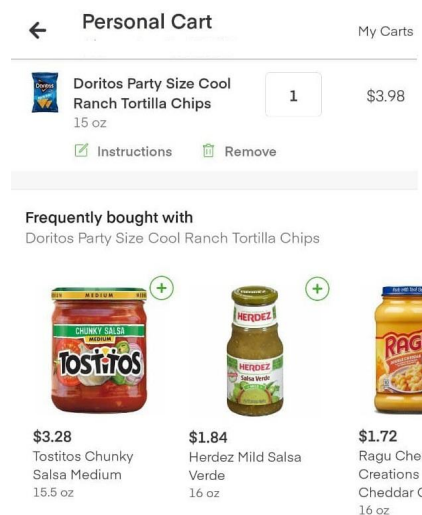 Personal Cart
My Carts
Doritos Party Size Cool
Ranch Tortilla Chips
1
$3.98
15 oz
Instructions
Remove
Frequently bought with
Doritos Party Size Cool Ranch Tortilla Chips
MEDIUM
CHUNKY SALSA
MEDIUM
TOSTITOS
HERDEZ
HERDEZ
Salsa Verde
RAG
$3.28
Tostitos Chunky
Salsa Medium
15.5 oz
$1.84
Herdez Mild Salsa
Verde
16 oz
$1.72
Ragu Che
Creations
Cheddar
16 oz